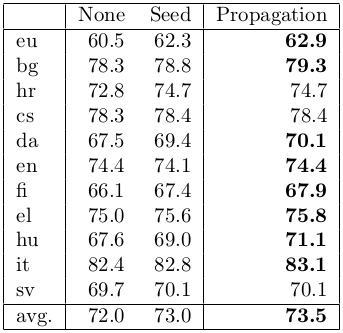 None Seed Propagation
eu 60.5 62.3 62.9
bg 78.3 78.8 79.3
hr 72.8 74.7 74.7
cs 78.3 78.4 78.4
da 67.5 69.4 70.1
en 74.4 74.1 74.4
fi 66.1 67.4 67.9
el 75.0 75.6 75.8
hu 67.6 69.0 71.1
it 82.4 82.8 83.1
sv 69.7 70.1 70.1
avg. 72.0 73.0 73.5